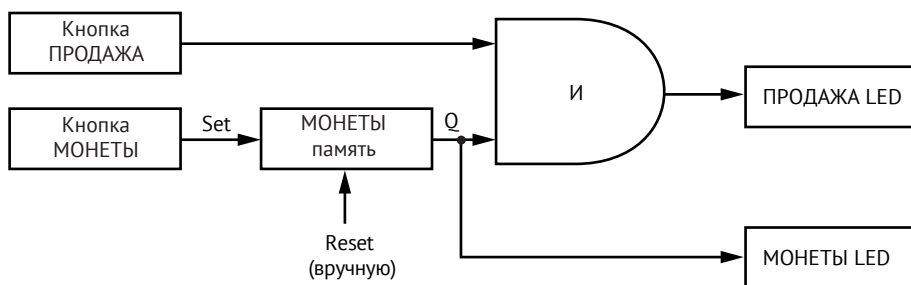 Кнопка
ПРОДАЖА
И
ПРОДАЖА LED
Кнопка
МОНЕТЫ
Set
МОНЕТЫ
память
Q
Reset
(вручную)
МОНЕТЫ LED